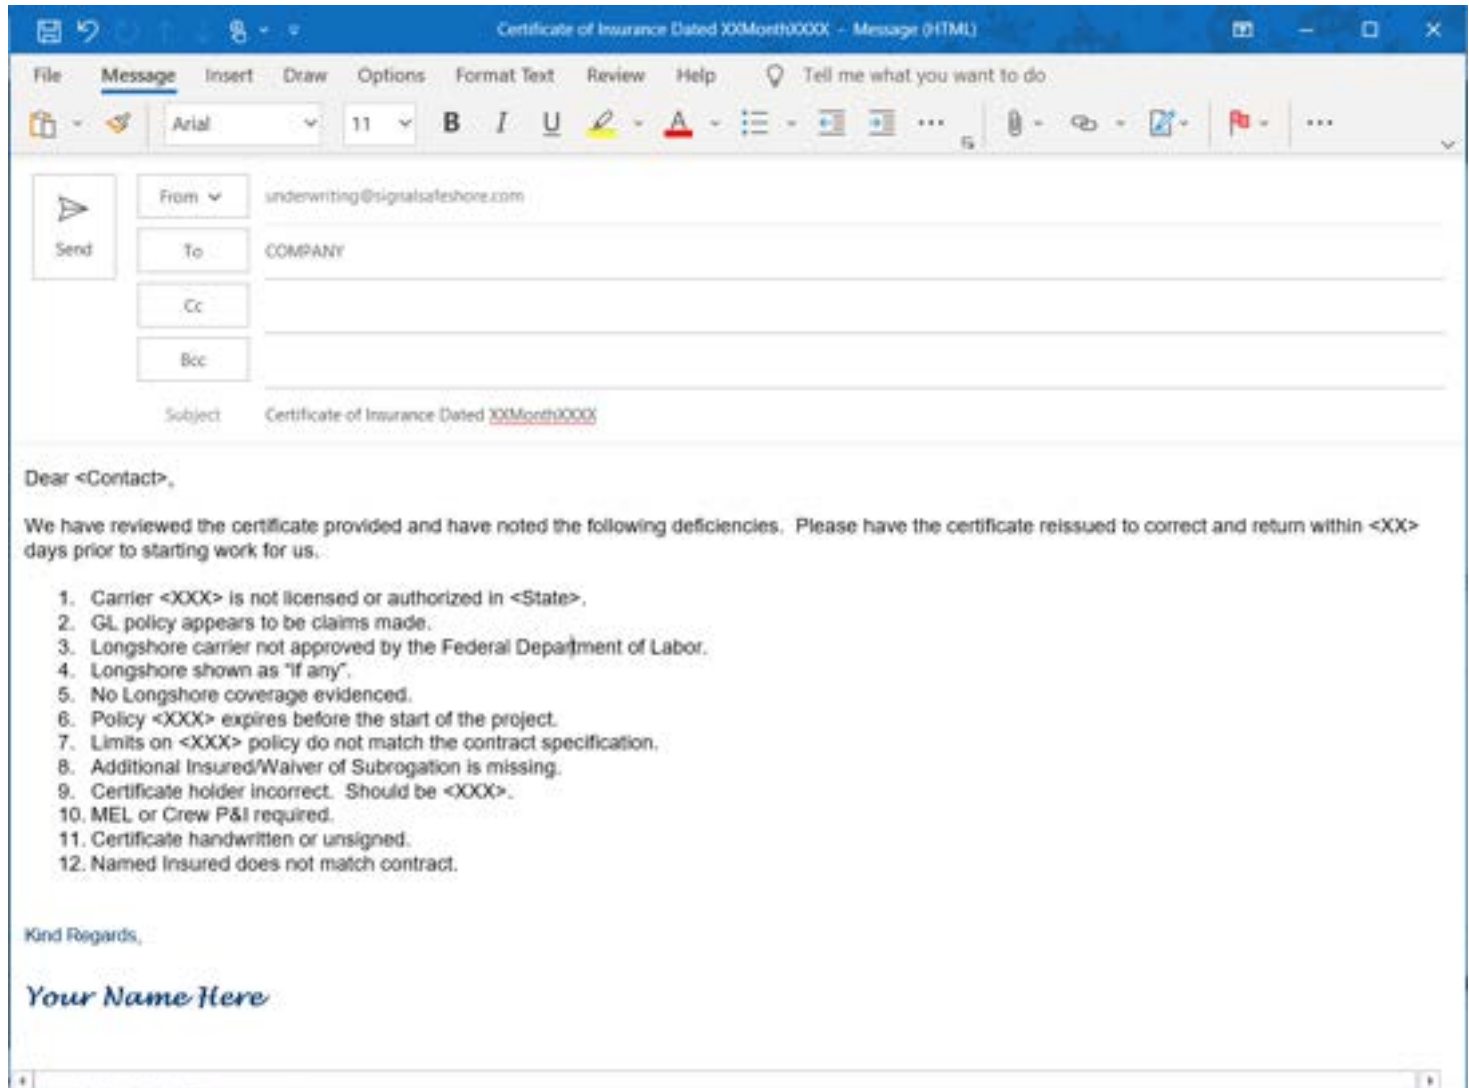 Certificate of Insurance Dated XXMonthXXXX - Message (HTML)
File Message Insert Draw Options Format Text Review Help Tell me what you want to do
Arial 11 B I U A
Send
From underwriting@signalsafeshore.com
To COMPANY
Cc
Bcc
Subject Certificate of Insurance Dated XXMonthXXXX
Dear <Contact>,
We have reviewed the certificate provided and have noted the following deficiencies. Please have the certificate reissued to correct and return within <XX>
days prior to starting work for us.
1. Carrier <XXX> is not licensed or authorized in <State>.
2. GL policy appears to be claims made.
3. Longshore carrier not approved by the Federal Department of Labor.
4. Longshore shown as "If any".
5. No Longshore coverage evidenced.
6. Policy <XXX> expires before the start of the project.
7. Limits on <XXX> policy do not match the contract specification.
8. Additional Insured/Waiver of Subrogation is missing.
9. Certificate holder incorrect. Should be <XXX>.
10. MEL or Crew P&I required.
11. Certificate handwritten or unsigned.
12. Named Insured does not match contract.
Kind Regards,
Your Name Here